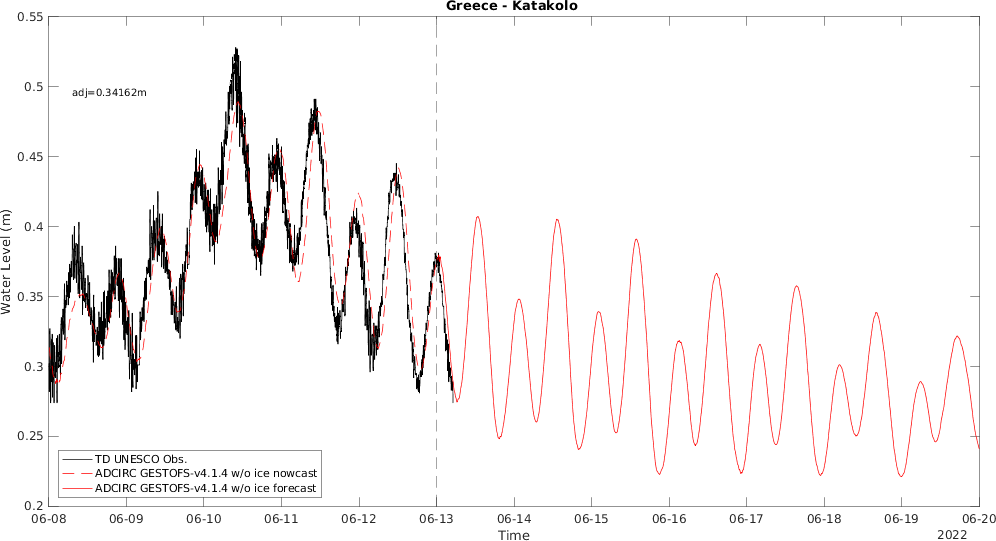 Greece - Katakolo
0.55
0.5
0.45
0.4
0.35
0.3
0.25
0.2
Water Level (m)
adj=0.34162m
TD UNESCO Obs.
ADCIRC GESTOFS-v4.1.4 w/o ice nowcast
ADCIRC GESTOFS-v4.1.4 w/o ice forecast
06-08 06-09 06-10 06-11 06-12 06-13 06-14 06-15 06-16 06-17 06-18 06-19 06-20
Time
2022